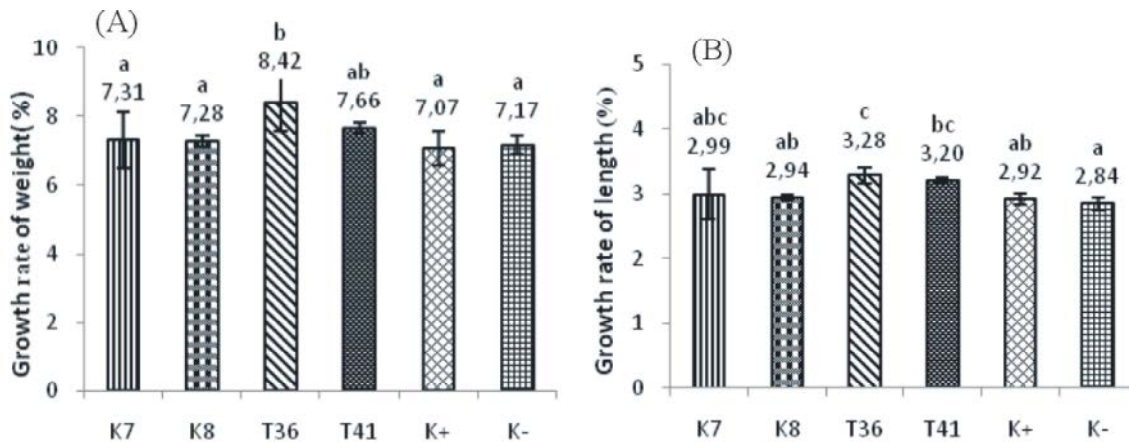 (A)
Growth rate of weight(%)
10
8
6
4
2
0
a
7,31
a
7,28
b
8,42
ab
7,66
a
7,07
a
7,17
K7 K8 T36 T41 K+ K-
(B)
Growth rate of length (%)
5
4
3
2
1
0
abc
2,99
ab
2,94
c
3,28
bc
3,20
ab
2,92
a
2,84
K7 K8 T36 T41 K+ K-